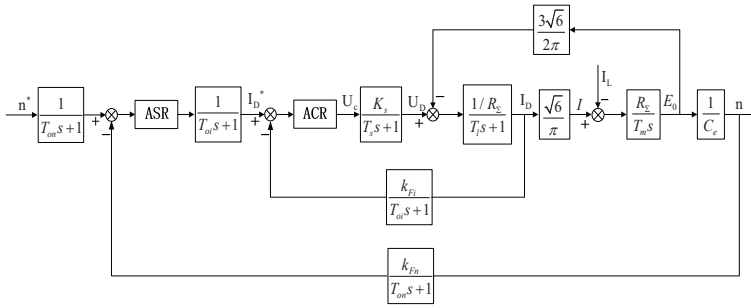 3√6 / 2π
n*
1 / (T_on s+1)
+
−
ASR
1 / (T_oi s+1)
I_D*
+
−
ACR
U_c
K_s / (T_s s+1)
U_D
+
−
1/R_Σ / (T_l s+1)
I_D
√6 / π
I
+
I_L
−
R_Σ / (T_m s)
E_0
1 / C_e
n
k_Fi / (T_oi s+1)
k_Fn / (T_on s+1)